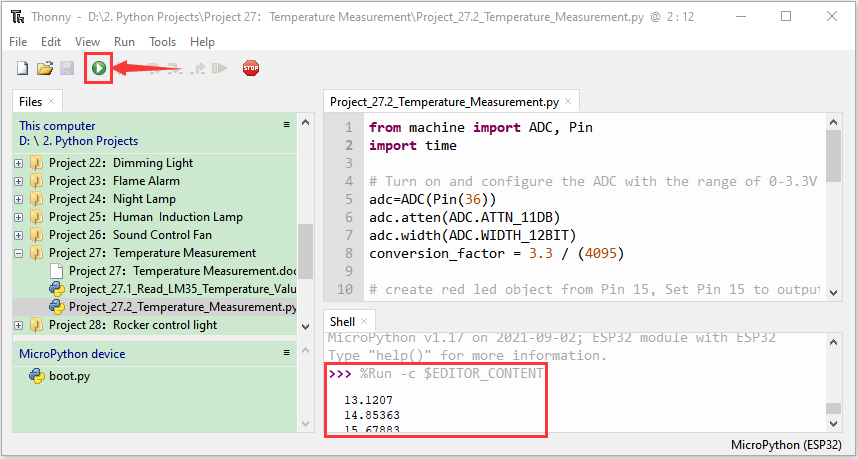 Thonny - D:\2. Python Projects\Project 27：Temperature Measurement\Project_27.2_Temperature_Measurement.py @ 2 : 12
File Edit View Run Tools Help
STOP
Files
This computer
D: \ 2. Python Projects
Project 22：Dimming Light
Project 23：Flame Alarm
Project 24：Night Lamp
Project 25：Human Induction Lamp
Project 26：Sound Control Fan
Project 27：Temperature Measurement
Project 27：Temperature Measurement.doc
Project_27.1_Read_LM35_Temperature_Valu
Project_27.2_Temperature_Measurement.py
Project 28：Rocker control light
MicroPython device
boot.py
Project_27.2_Temperature_Measurement.py
1 from machine import ADC, Pin
2 import time
3
4 # Turn on and configure the ADC with the range of 0-3.3V
5 adc=ADC(Pin(36))
6 adc.atten(ADC.ATTN_11DB)
7 adc.width(ADC.WIDTH_12BIT)
8 conversion_factor = 3.3 / (4095)
9
10 # create red led object from Pin 15, Set Pin 15 to output
Shell
MicroPython v1.17 on 2021-09-02; ESP32 module with ESP32
Type "help()" for more information.
>>> %Run -c $EDITOR_CONTENT
13.1207
14.85363
15.67883
MicroPython (ESP32)